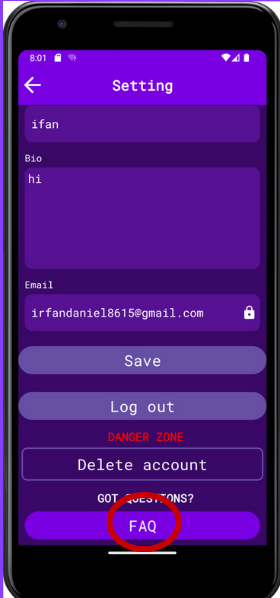 8:01
Setting
ifan
Bio
hi
Email
irfandaniel8615@gmail.com
Save
Log out
DANGER ZONE
Delete account
GOT QUESTIONS?
FAQ